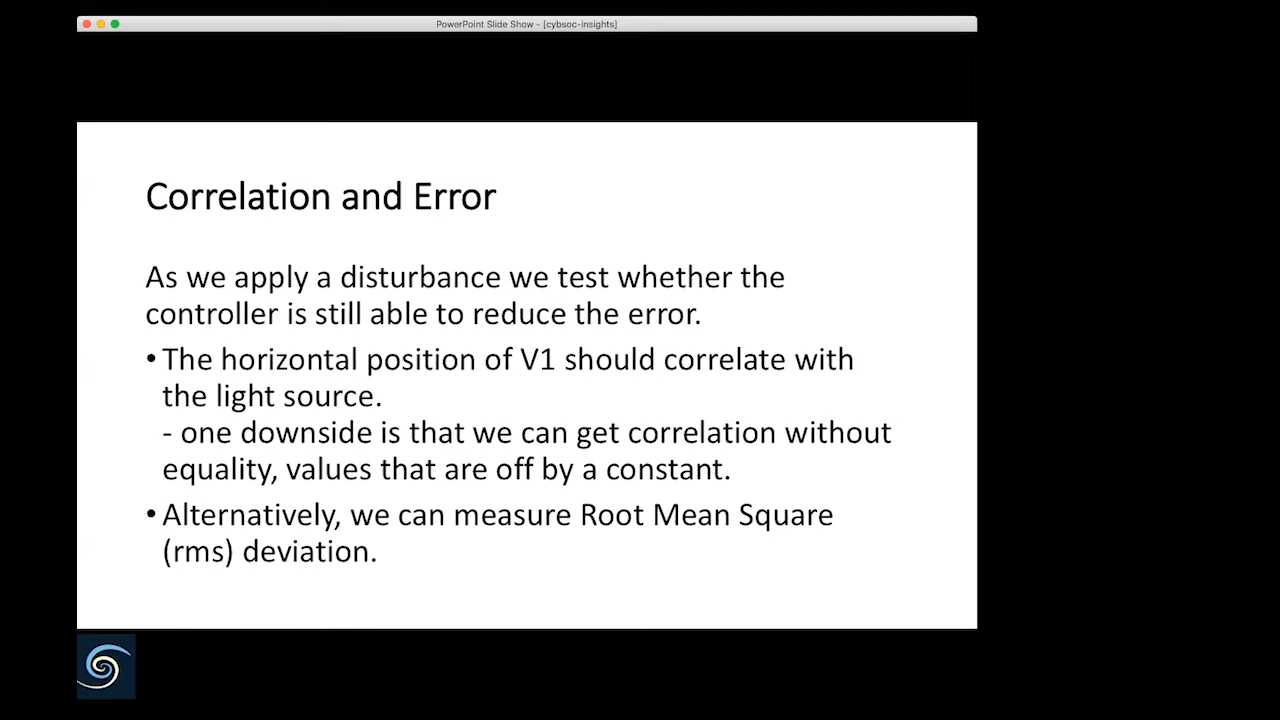 PowerPoint Slide Show - [cybsoc-insights]
Correlation and Error
As we apply a disturbance we test whether the
controller is still able to reduce the error.
•The horizontal position of V1 should correlate with
the light source.
- one downside is that we can get correlation without
equality, values that are off by a constant.
•Alternatively, we can measure Root Mean Square
(rms) deviation.